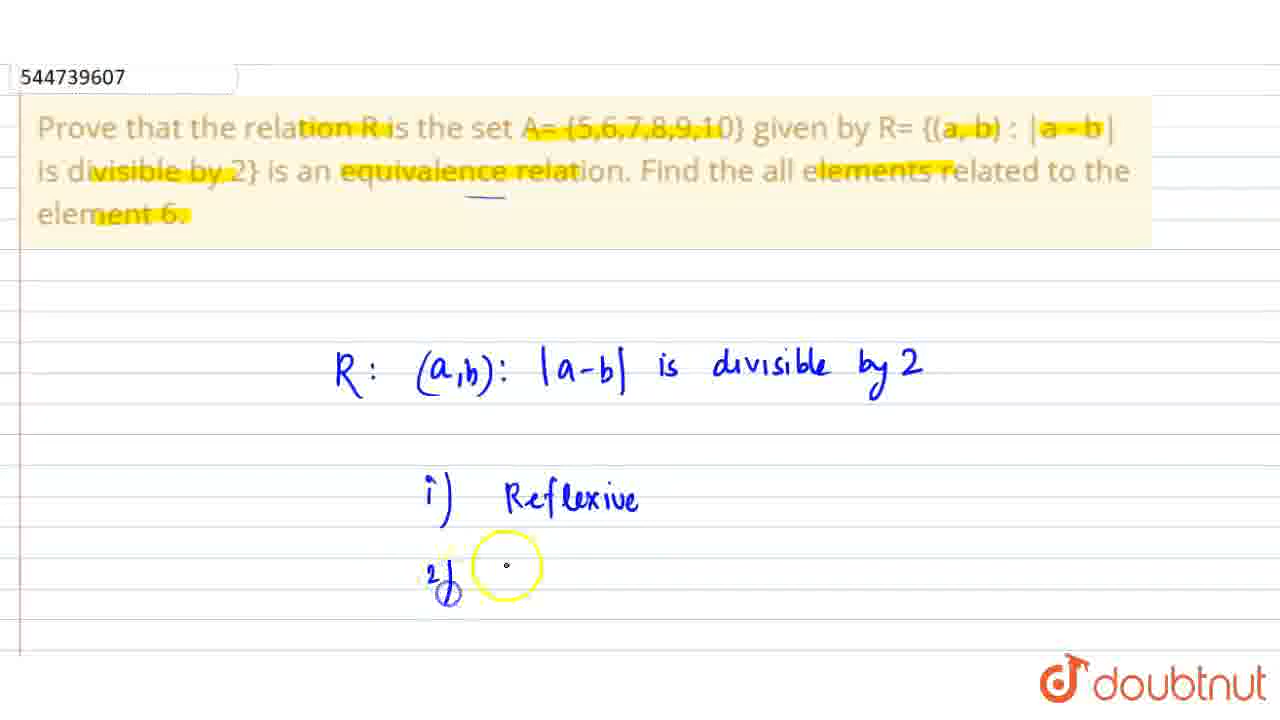 544739607
Prove that the relation R is the set A= {5,6,7,8,9,10} given by R= {(a, b) : |a - b|
is divisible by 2} is an equivalence relation. Find the all elements related to the
element 6.
R : (a,b) : |a-b| is divisible by 2
i) Reflexive
2)
doubtnut